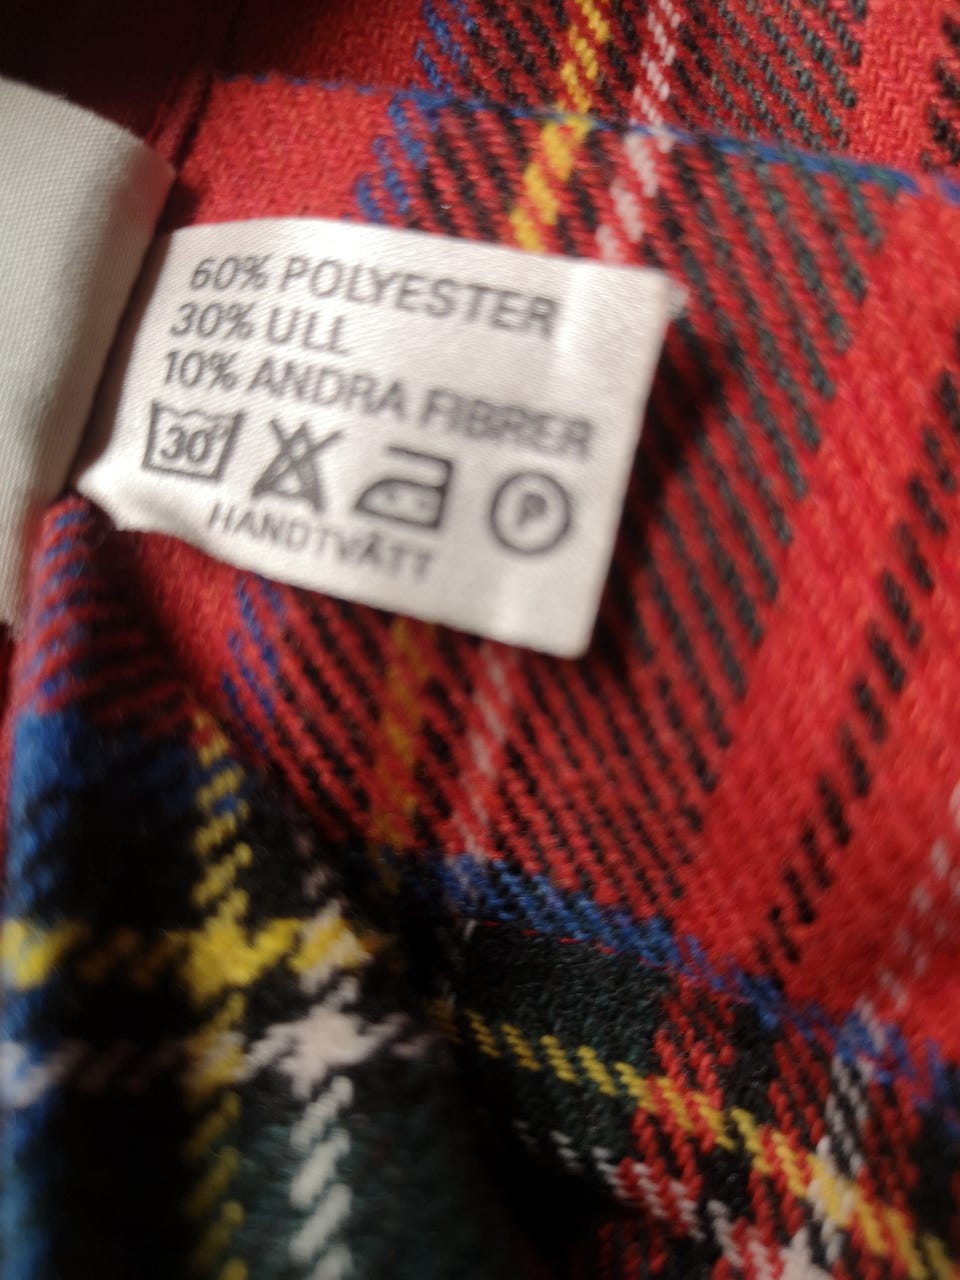 60% POLYESTER
30% ULL
10% ANDRA FIBRER
30° P
HANDTVÄTT